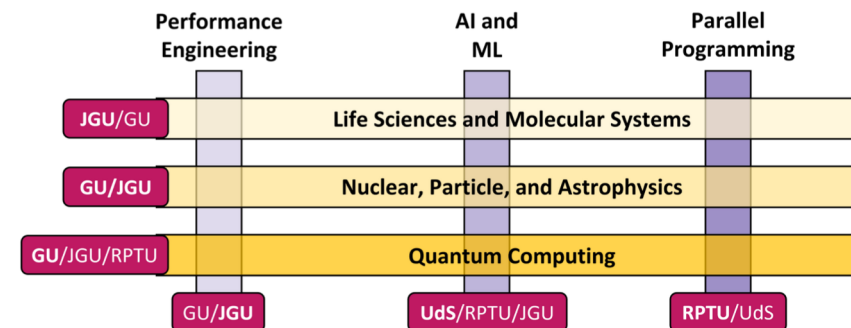 Performance
Engineering
AI and
ML
Parallel
Programming
JGU/GU
Life Sciences and Molecular Systems
GU/JGU
Nuclear, Particle, and Astrophysics
GU/JGU/RPTU
Quantum Computing
GU/JGU
UdS/RPTU/JGU
RPTU/UdS